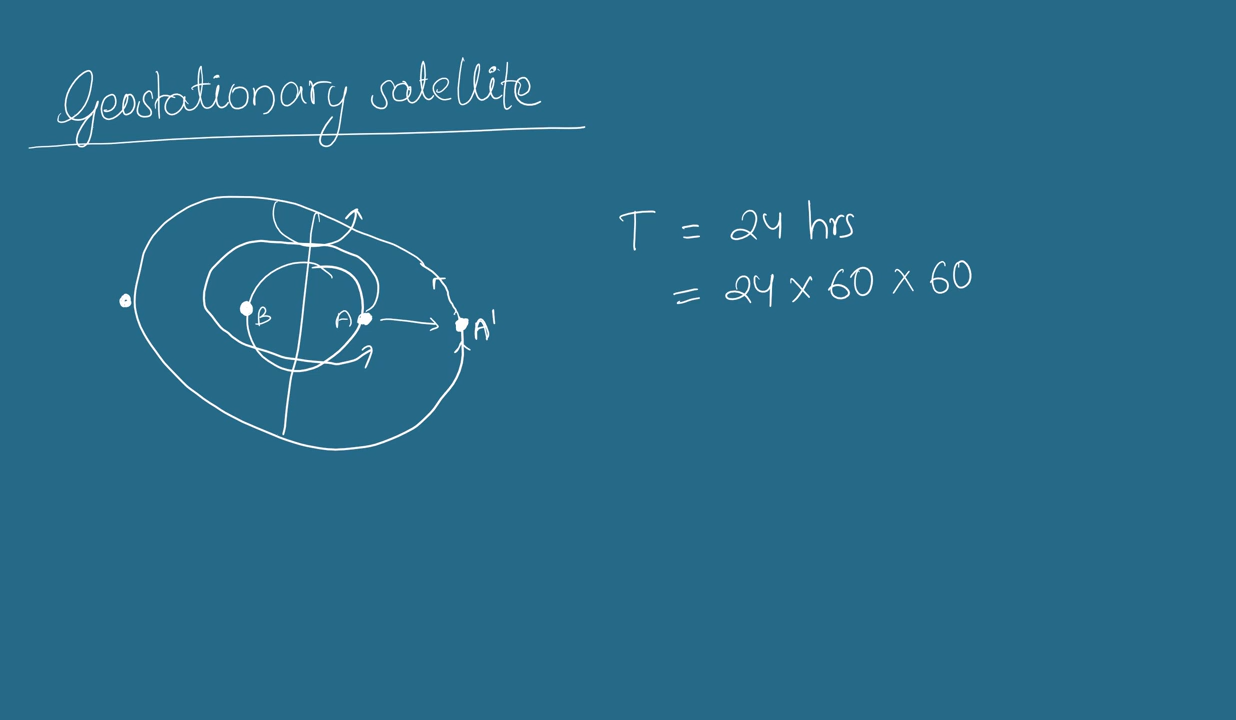 Geostationary satellite
T = 24 hrs
= 24 × 60 × 60
B
A
A'